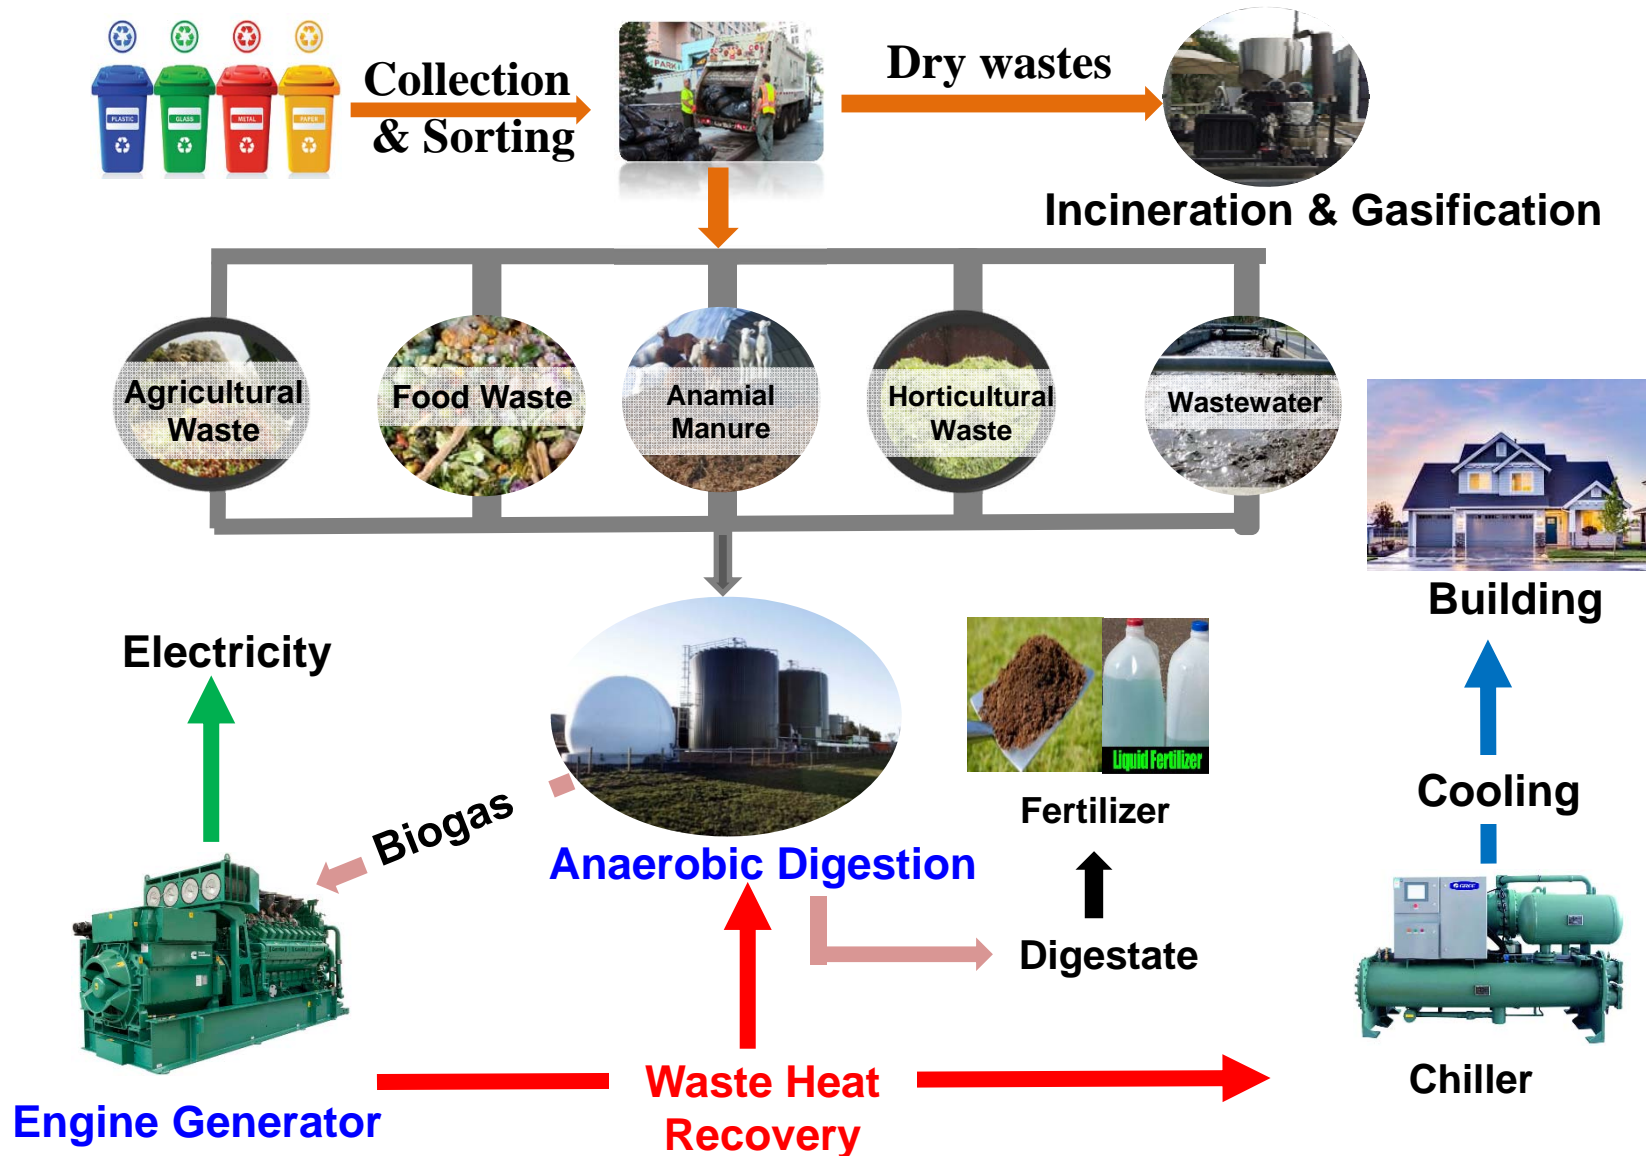 PLASTIC
GLASS
METAL
PAPER
Collection
& Sorting
Dry wastes
Incineration & Gasification
Agricultural
Waste
Food Waste
Anamial
Manure
Horticultural
Waste
Wastewater
Building
Electricity
Liquid Fertilizer
Fertilizer
Cooling
Biogas
Anaerobic Digestion
GREE
Digestate
Waste Heat
Recovery
Chiller
Engine Generator